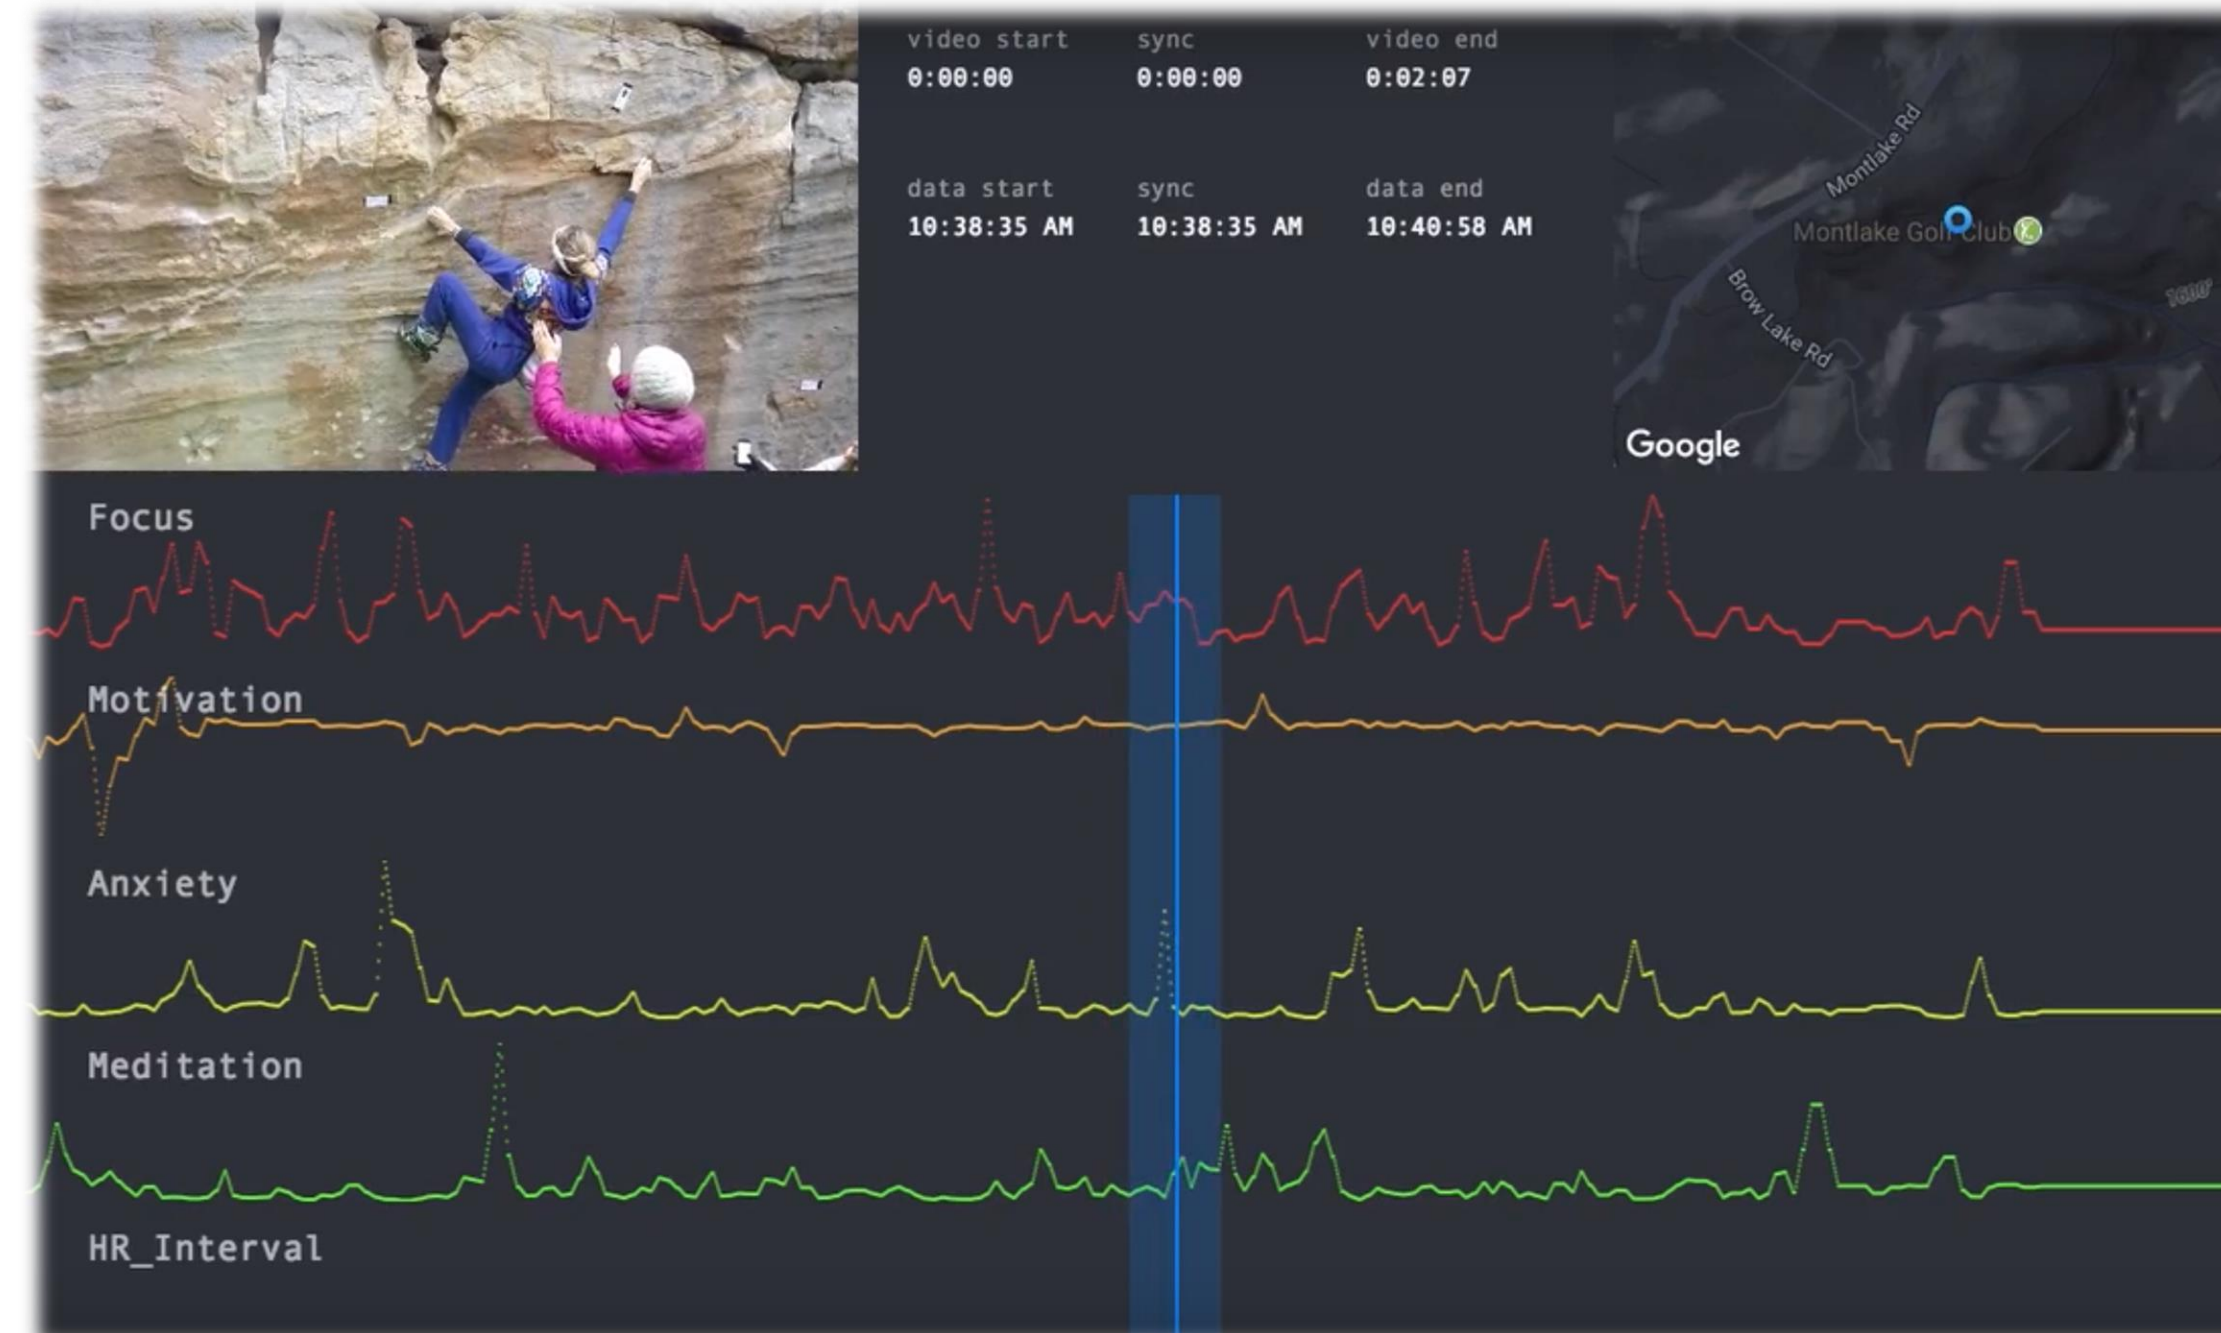 video start sync video end
0:00:00 0:00:00 0:02:07
data start sync data end
10:38:35 AM 10:38:35 AM 10:40:58 AM
Montlake Rd
Montlake Golf Club
Brow Lake Rd
1600'
Google
Focus
Motivation
Anxiety
Meditation
HR_Interval